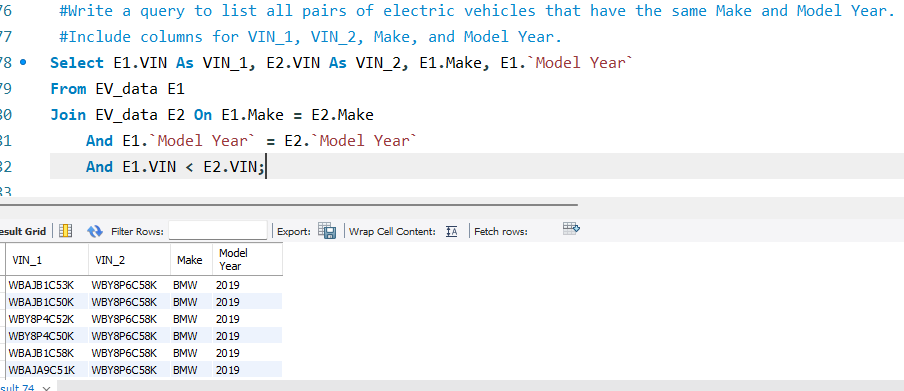 76 #Write a query to list all pairs of electric vehicles that have the same Make and Model Year.
77 #Include columns for VIN_1, VIN_2, Make, and Model Year.
78 Select E1.VIN As VIN_1, E2.VIN As VIN_2, E1.Make, E1.`Model Year`
79 From EV_data E1
80 Join EV_data E2 On E1.Make = E2.Make
81 And E1.`Model Year` = E2.`Model Year`
82 And E1.VIN < E2.VIN;
83
esult Grid Filter Rows: Export: Wrap Cell Content: Fetch rows:
VIN_1 VIN_2 Make Model Year
WBAJB1C53K WBY8P6C58K BMW 2019
WBAJB1C50K WBY8P6C58K BMW 2019
WBY8P4C52K WBY8P6C58K BMW 2019
WBY8P4C50K WBY8P6C58K BMW 2019
WBAJB1C58K WBY8P6C58K BMW 2019
WBAJA9C51K WBY8P6C58K BMW 2019
sult 74